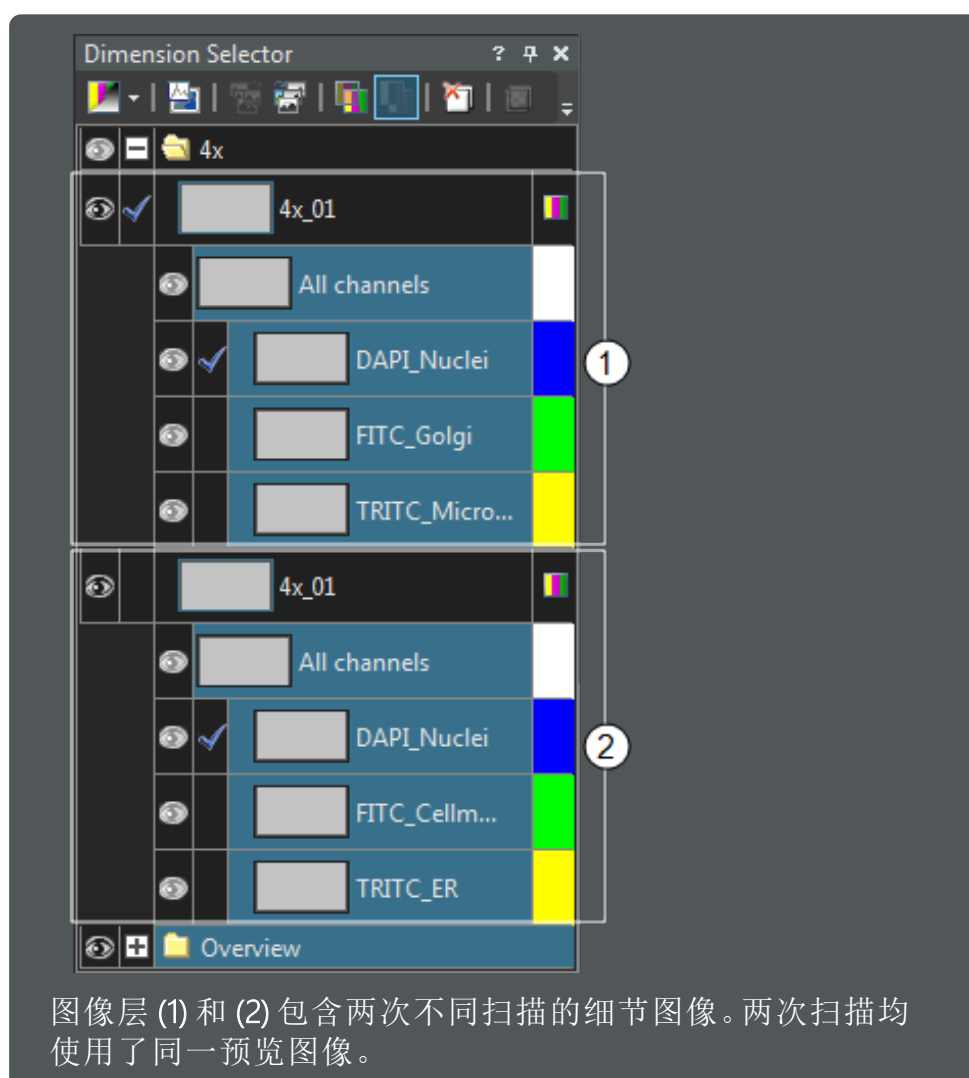 Dimension Selector
4x
4x_01
All channels
DAPI_Nuclei
FITC_Golgi
TRITC_Micro...
1
4x_01
All channels
DAPI_Nuclei
FITC_Cellm...
TRITC_ER
2
Overview
图像层 (1) 和 (2) 包含两次不同扫描的细节图像。两次扫描均
使用了同一预览图像。